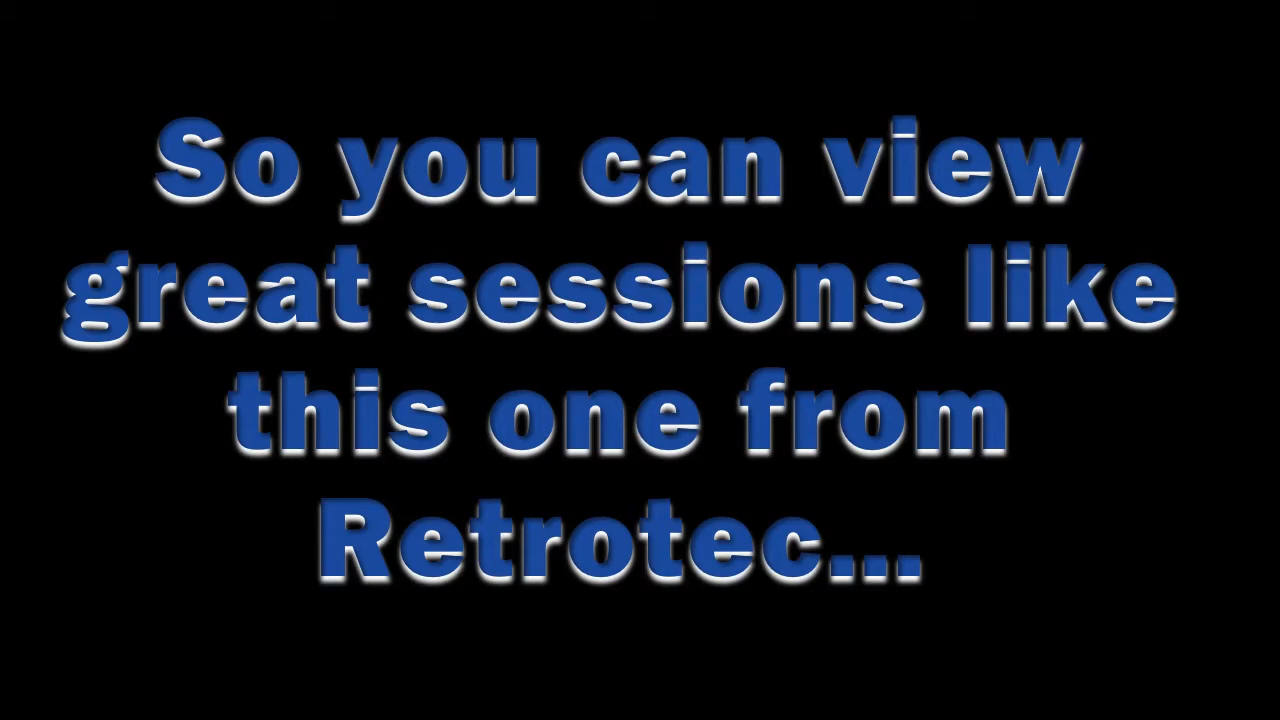 So you can view
great sessions like
this one from
Retrotec...